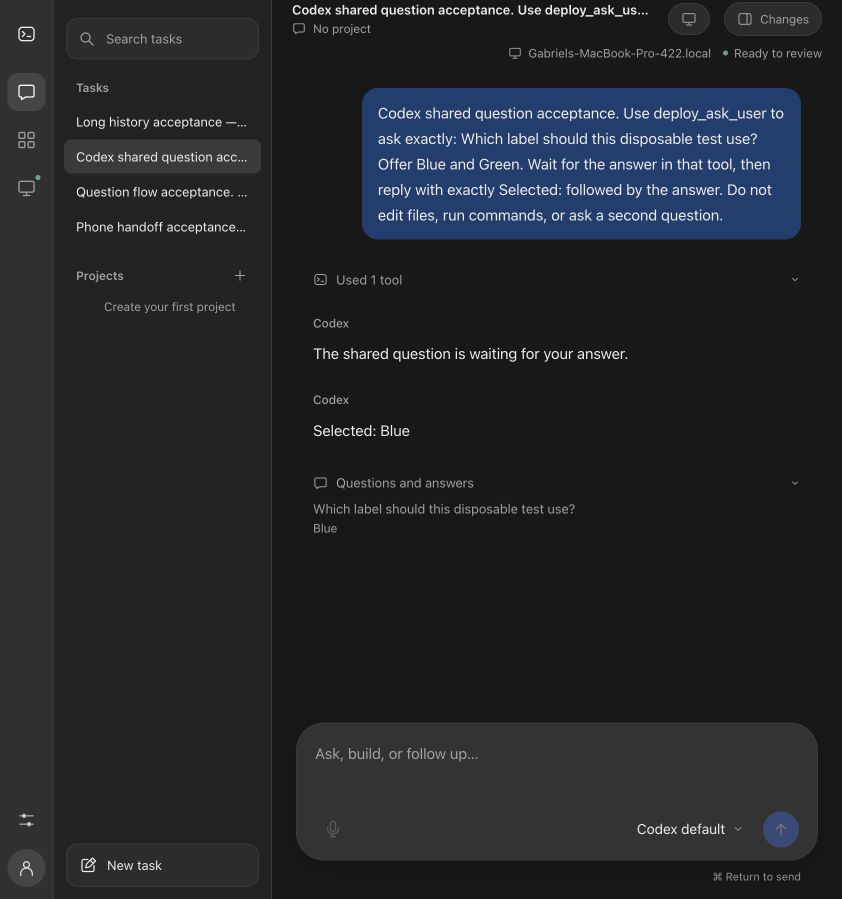 Search tasks
Tasks
Long history acceptance —...
Codex shared question acc...
Question flow acceptance. ...
Phone handoff acceptance...
Projects
Create your first project
New task
Codex shared question acceptance. Use deploy_ask_us...
No project
Changes
Gabriels-MacBook-Pro-422.local
Ready to review
Codex shared question acceptance. Use deploy_ask_user to
ask exactly: Which label should this disposable test use?
Offer Blue and Green. Wait for the answer in that tool, then
reply with exactly Selected: followed by the answer. Do not
edit files, run commands, or ask a second question.
Used 1 tool
Codex
The shared question is waiting for your answer.
Codex
Selected: Blue
Questions and answers
Which label should this disposable test use?
Blue
Ask, build, or follow up...
Codex default
⌘ Return to send